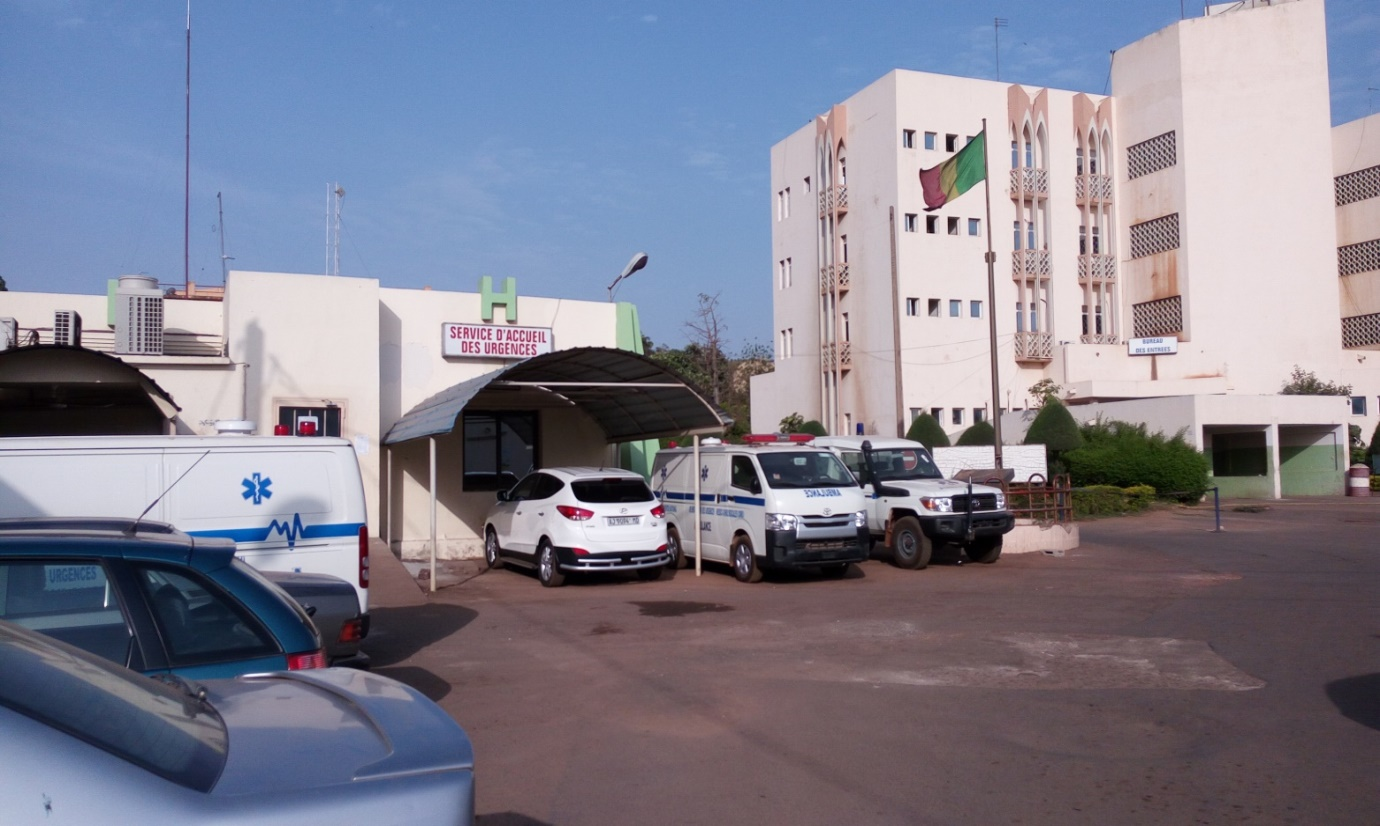 H
SERVICE D'ACCUEIL
DES URGENCES
BUREAU
DES ENTREES
AMBULANCE
URGENCES